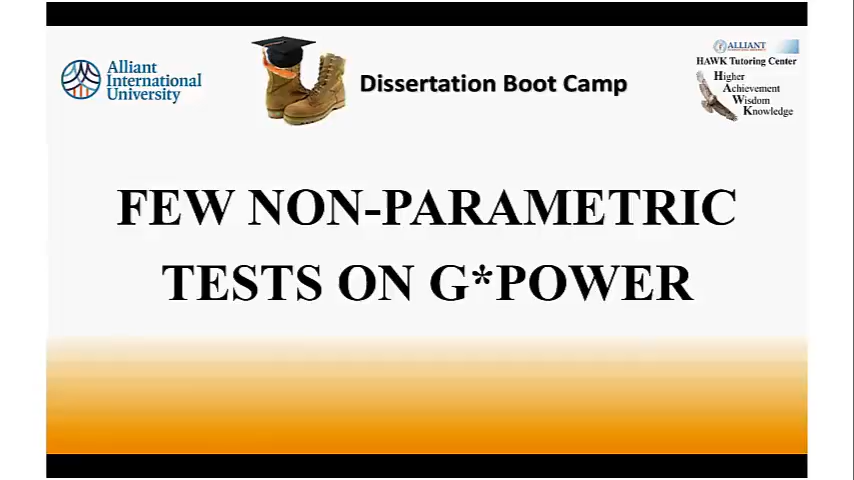 Alliant
International
University
Dissertation Boot Camp
ALLIANT
HAWK Tutoring Center
Higher
Achievement
Wisdom
Knowledge
FEW NON-PARAMETRIC
TESTS ON G*POWER